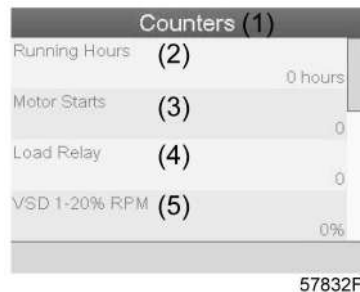 Counters (1)
Running Hours (2)
0 hours
Motor Starts (3)
0
Load Relay (4)
0
VSD 1-20% RPM (5)
0%
57832F